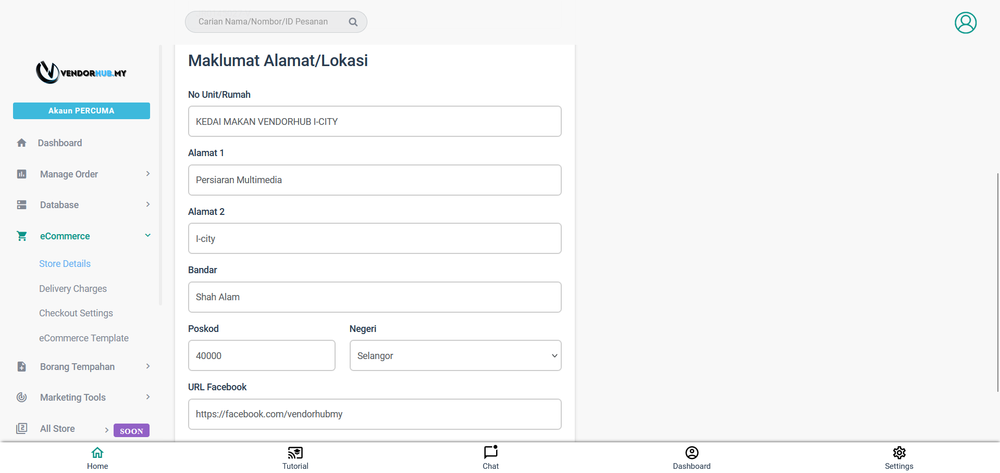 Carian Nama/Nombor/ID Pesanan
VENDORHUB.MY
Akaun PERCUMA
Dashboard
Manage Order
Database
eCommerce
Store Details
Delivery Charges
Checkout Settings
eCommerce Template
Borang Tempahan
Marketing Tools
All Store
SOON
Maklumat Alamat/Lokasi
No Unit/Rumah
KEDAI MAKAN VENDORHUB I-CITY
Alamat 1
Persiaran Multimedia
Alamat 2
I-city
Bandar
Shah Alam
Poskod
Negeri
40000
Selangor
URL Facebook
https://facebook.com/vendorhubmy
Home
Tutorial
Chat
Dashboard
Settings